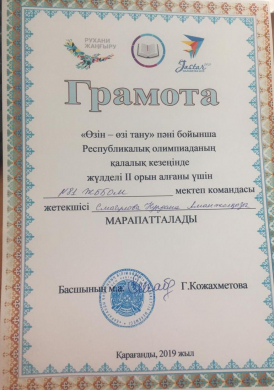 РУХАНИ
ЖАҢҒЫРУ
Jastar
Грамота
«Өзін – өзі тану» пәні бойынша
Республикалық олимпиаданың
қалалық кезеңінде
жүлделі II орын алғаны үшін
мектеп командасы
жетекшісі
МАРАПАТТАЛАДЫ
Басшының м.а. Г.Кожахметова
Қарағанды, 2019 жыл